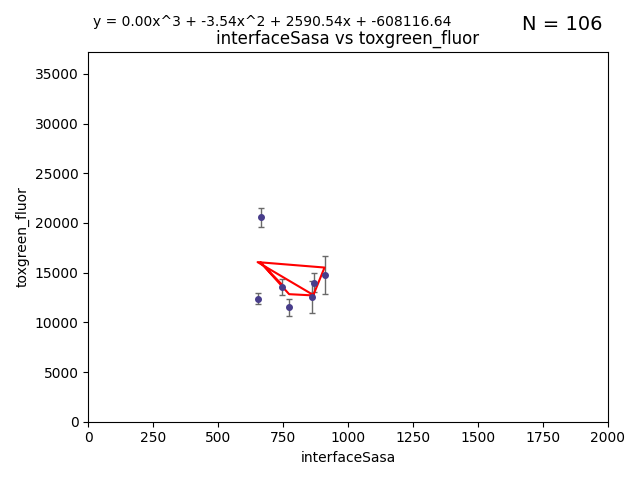 y = 0.00x^3 + -3.54x^2 + 2590.54x + -608116.64
N = 106
interfaceSasa vs toxgreen_fluor
35000
30000
25000
20000
15000
10000
5000
0
toxgreen_fluor
0 250 500 750 1000 1250 1500 1750 2000
interfaceSasa